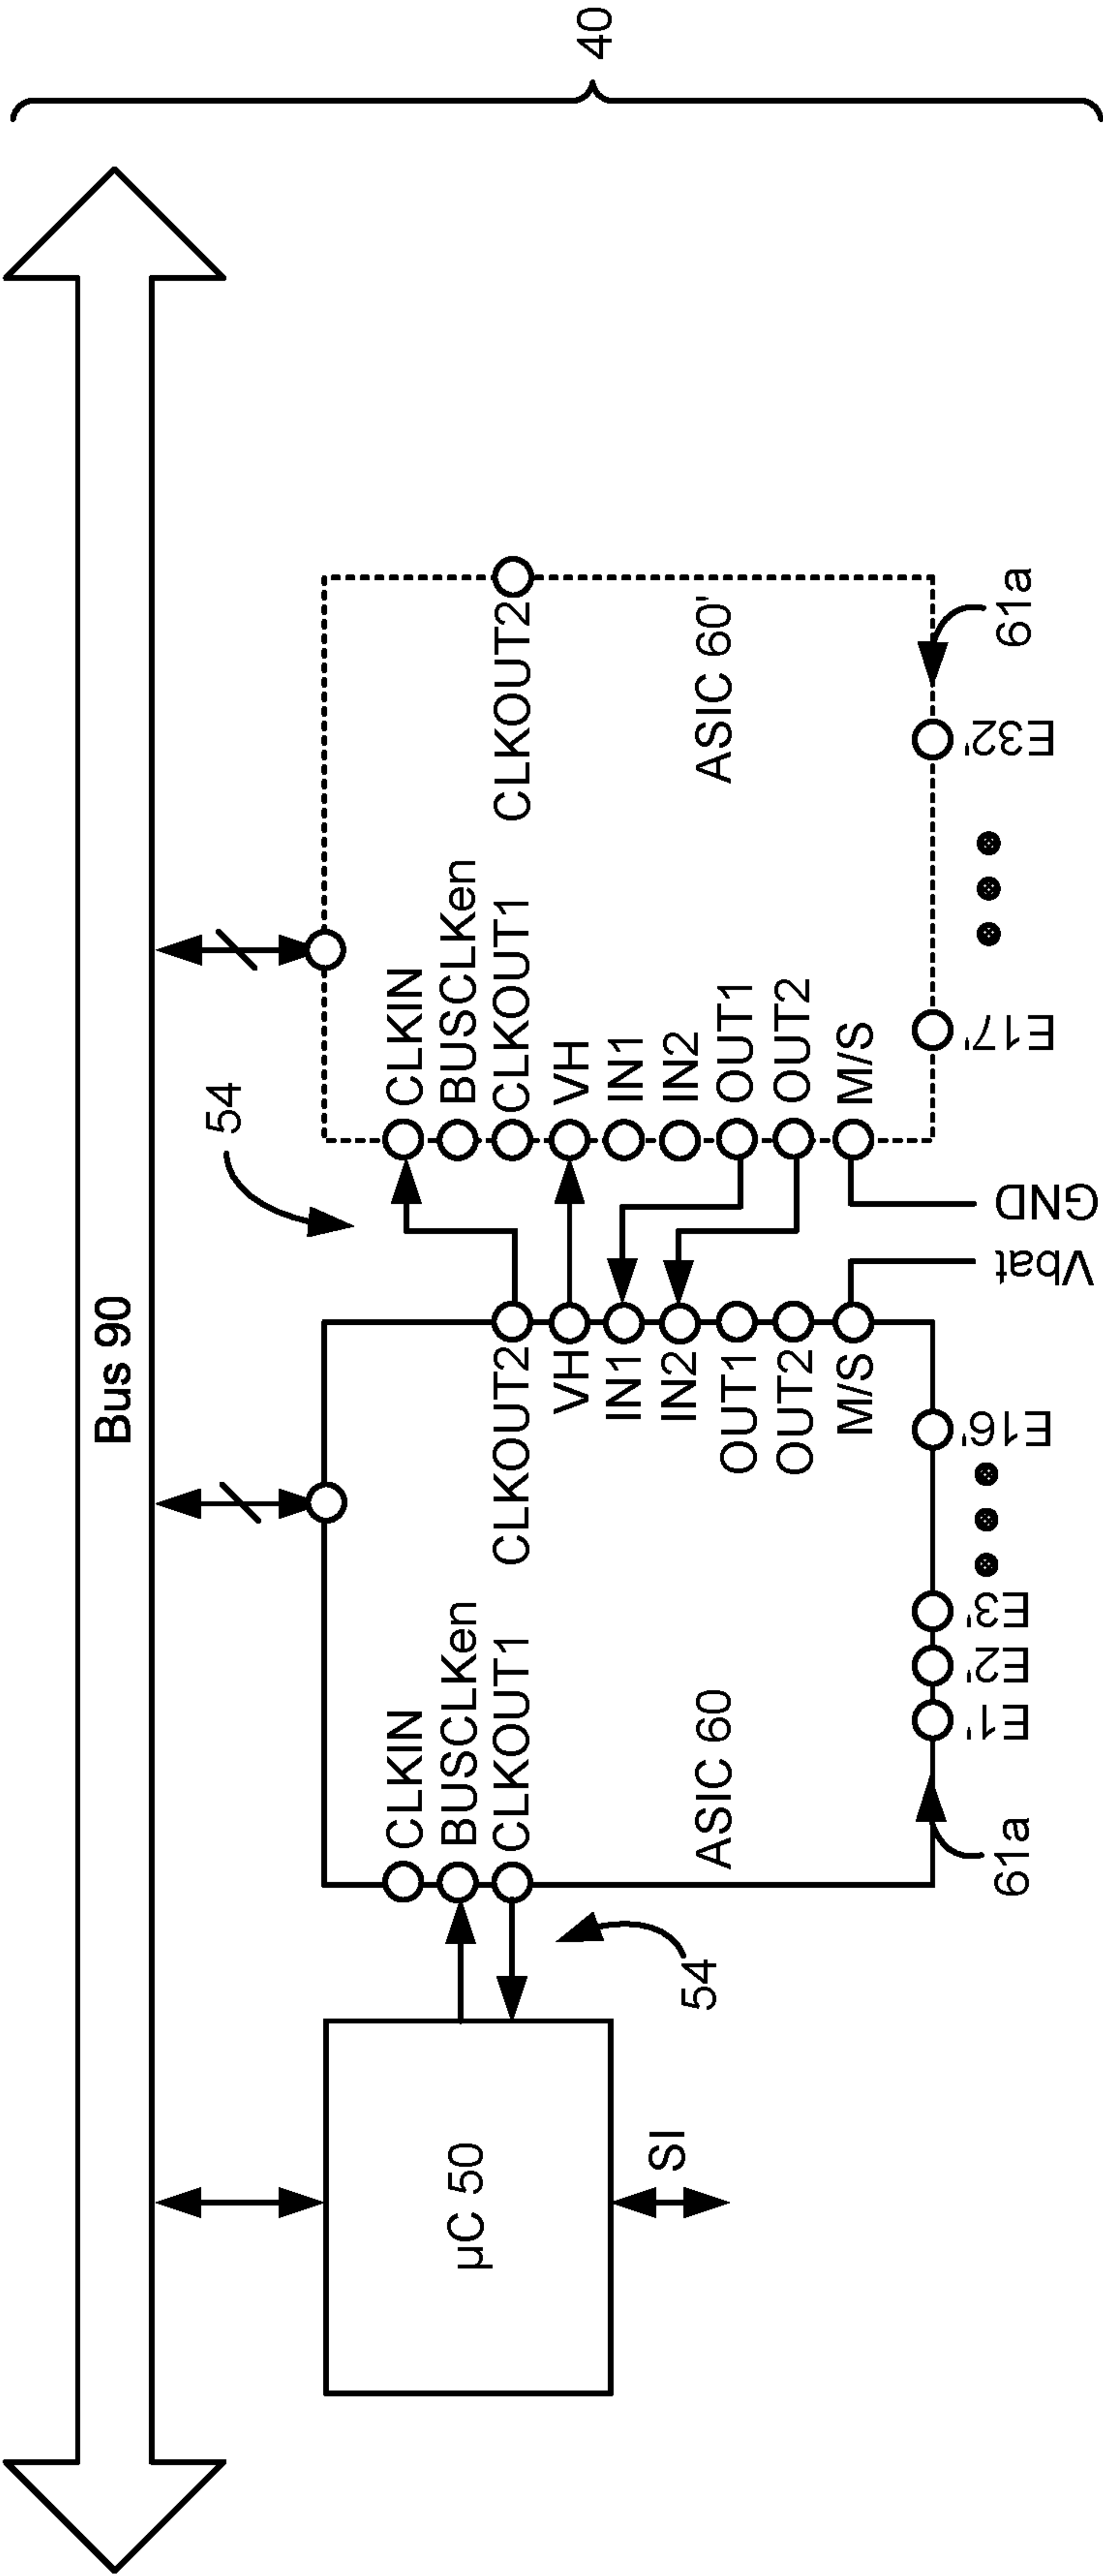 Bus 90
40
54
µC 50
SI
54
CLKIN
BUSCLKen
CLKOUT1
CLKOUT2
VH
IN1
IN2
OUT1
OUT2
M/S
ASIC 60
61a
E1'
E2'
E3'
E16'
Vbat
GND
CLKIN
BUSCLKen
CLKOUT1
CLKOUT2
VH
IN1
IN2
OUT1
OUT2
M/S
ASIC 60'
E17'
E32'
61a